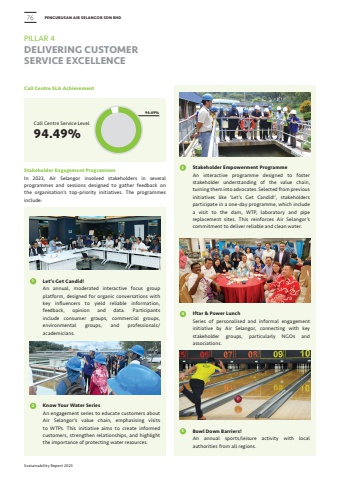 76
PENGURUSAN AIR SELANGOR SDN BHD
PILLAR 4
DELIVERING CUSTOMER
SERVICE EXCELLENCE
Call Centre SLA Achievement
94.49%
Call Centre Service Level
94.49%
Stakeholder Engagement Programmes
In 2023, Air Selangor involved stakeholders in several
programmes and sessions designed to gather feedback on
the organisation's top-priority initiatives. The programmes
include:
1 Let's Get Candid!
An annual, moderated interactive focus group
platform, designed for organic conversations with
key influencers to yield reliable information,
feedback, opinion and data. Participants
include consumer groups, commercial groups,
environmental groups, and professionals/
academicians.
2 Know Your Water Series
An engagement series to educate customers about
Air Selangor's value chain, emphasising visits
to WTPs. This initiative aims to create informed
customers, strengthen relationships, and highlight
the importance of protecting water resources.
Stakeholder Empowerment Programme
An interactive programme designed to foster
stakeholder understanding of the value chain,
turning them into advocates. Selected from previous
initiatives like 'Let's Get Candid!', stakeholders
participate in a one-day programme, which include
a visit to the dam, WTP, laboratory and pipe
replacement sites. This reinforces Air Selangor's
commitment to deliver reliable and clean water.
Iftar & Power Lunch
Series of personalised and informal engagement
initiative by Air Selangor, connecting with key
stakeholder groups, particularly NGOs and
associations.
05 06 07 08 09 10
Bowl Down Barriers!
An annual sports/leisure activity with local
authorities from all regions.
Sustainability Report 2023